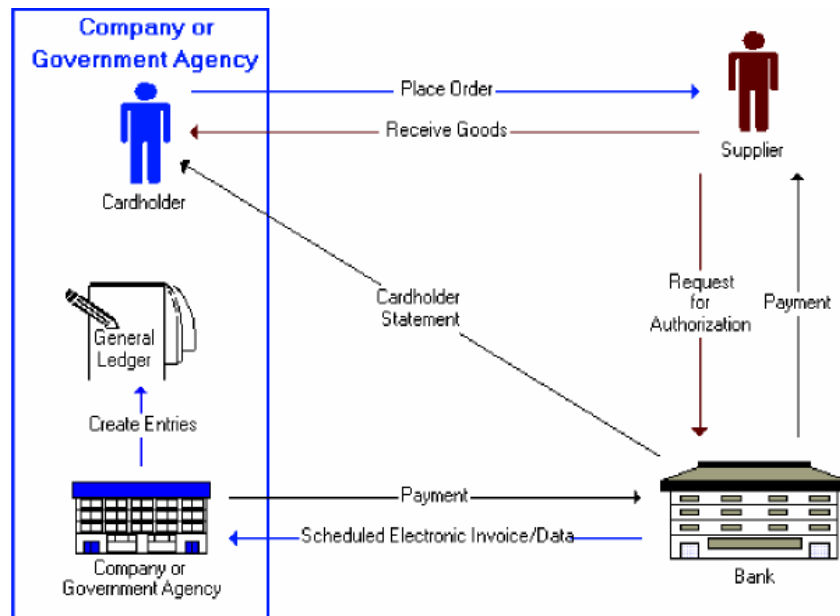 Company or
Government Agency
Place Order
Receive Goods
Supplier
Cardholder
Cardholder
Statement
Request
for
Authorization
Payment
General
Ledger
Create Entries
Payment
Scheduled Electronic Invoice/Data
Company or
Government Agency
Bank